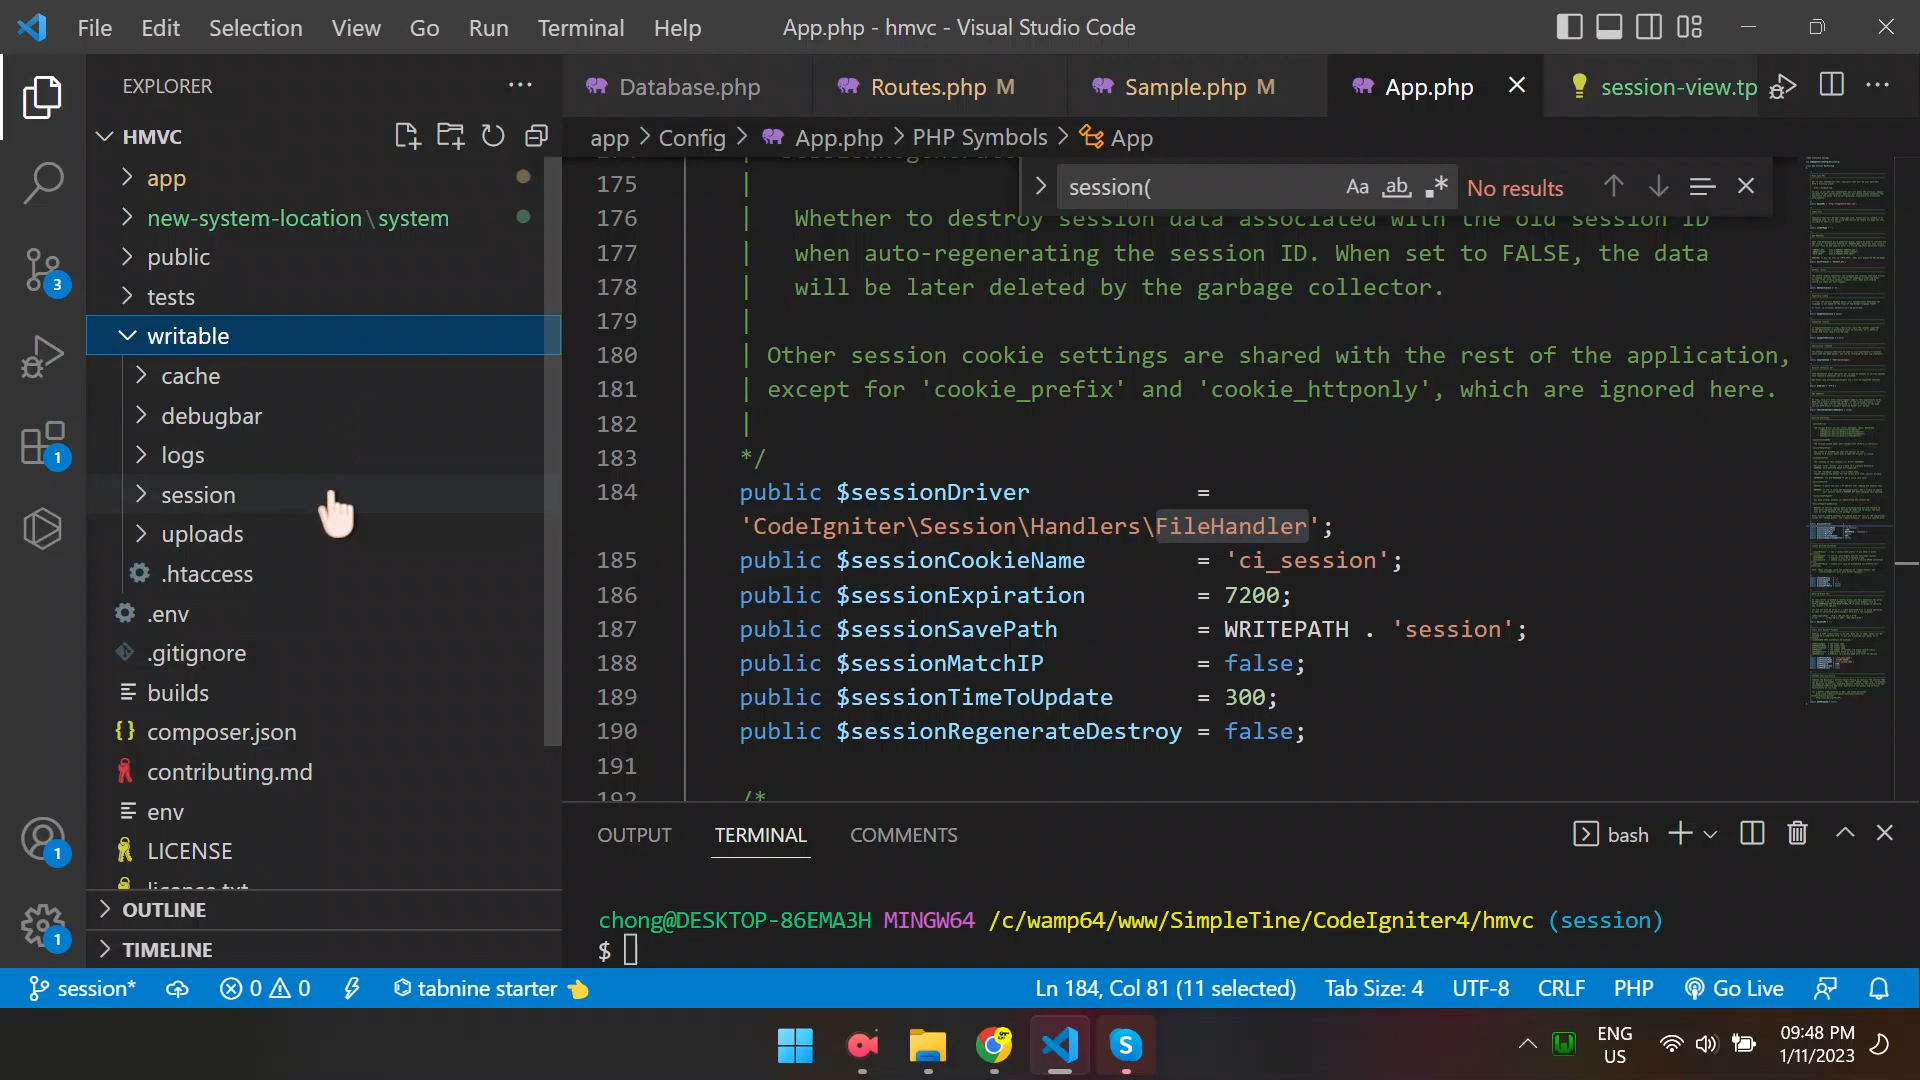 File Edit Selection View Go Run Terminal Help App.php - hmvc - Visual Studio Code
EXPLORER
Database.php Routes.php M Sample.php M App.php session-view.tp
HMVC
app > Config > App.php > PHP Symbols > App
session( Aa ab .* No results
app
new-system-location\system
public
tests
writable
cache
debugbar
logs
session
uploads
.htaccess
.env
.gitignore
builds
composer.json
contributing.md
env
LICENSE
OUTLINE
TIMELINE
3
1
1
1
175 |
176 | Whether to destroy session data associated with the old session ID
177 | when auto-regenerating the session ID. When set to FALSE, the data
178 | will be later deleted by the garbage collector.
179 |
180 | Other session cookie settings are shared with the rest of the application,
181 | except for 'cookie_prefix' and 'cookie_httponly', which are ignored here.
182 |
183 */
184 public $sessionDriver =
'CodeIgniter\Session\Handlers\FileHandler';
185 public $sessionCookieName = 'ci_session';
186 public $sessionExpiration = 7200;
187 public $sessionSavePath = WRITEPATH . 'session';
188 public $sessionMatchIP = false;
189 public $sessionTimeToUpdate = 300;
190 public $sessionRegenerateDestroy = false;
191
192 /*
OUTPUT TERMINAL COMMENTS bash
chong@DESKTOP-86EMA3H MINGW64 /c/wamp64/www/SimpleTine/CodeIgniter4/hmvc (session)
$
session* 0 0 tabnine starter Ln 184, Col 81 (11 selected) Tab Size: 4 UTF-8 CRLF PHP Go Live
ENG
US
09:48 PM
1/11/2023